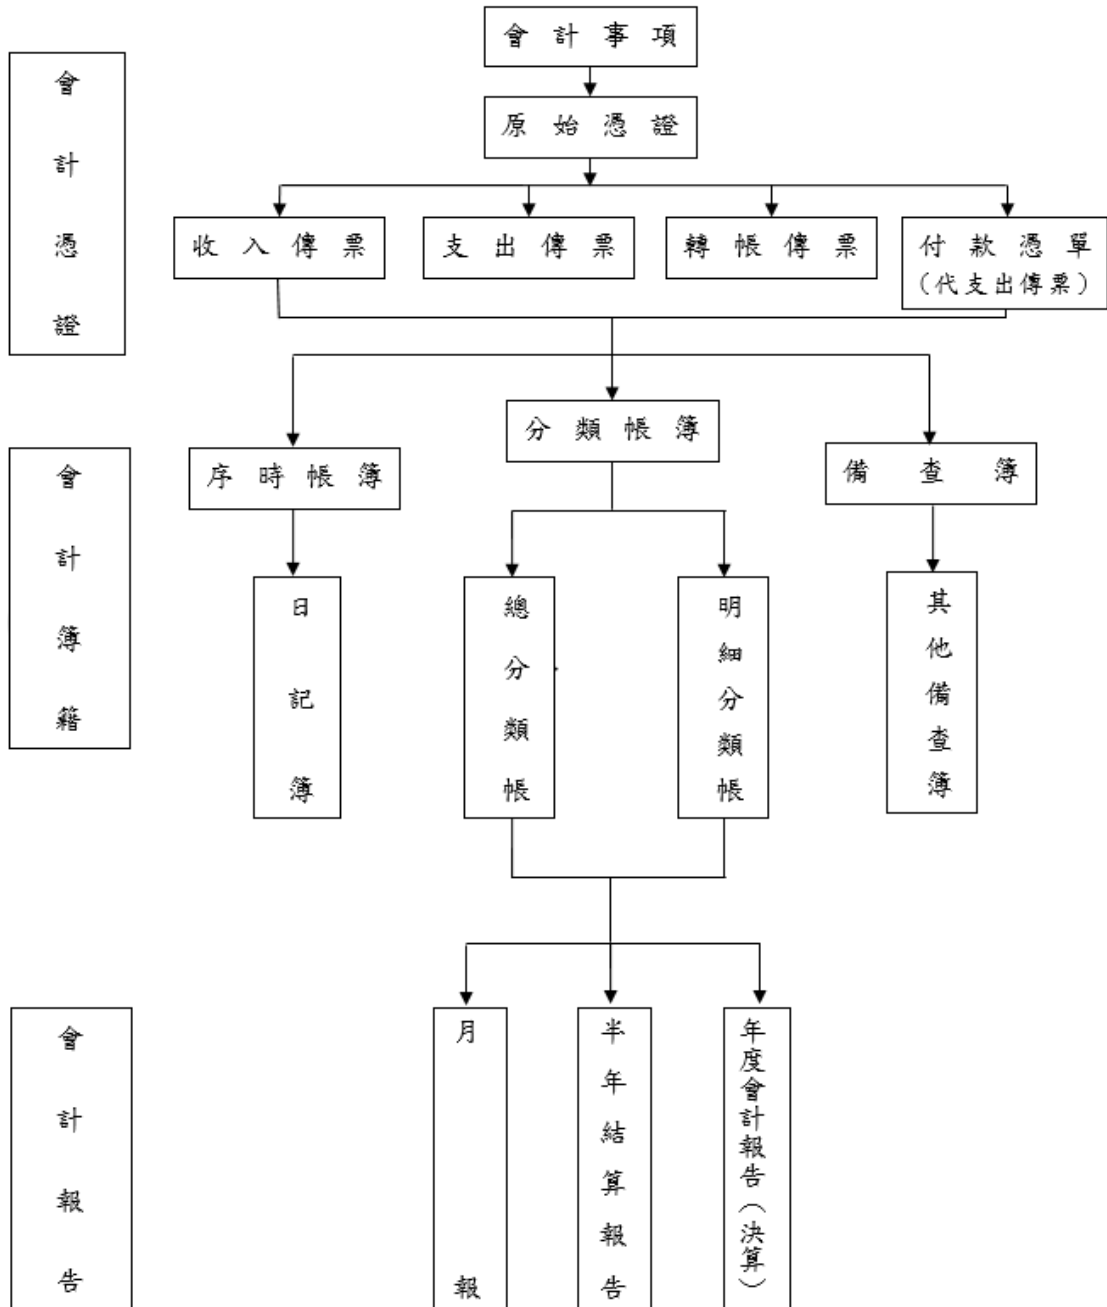 會計事項
原始憑證
會計憑證
收入傳票
支出傳票
轉帳傳票
付款憑單
（代支出傳票）
會計簿籍
序時帳簿
分類帳簿
備查簿
日記簿
總分類帳
明細分類帳
其他備查簿
會計報告
月報
半年結算報告
年度會計報告（決算）